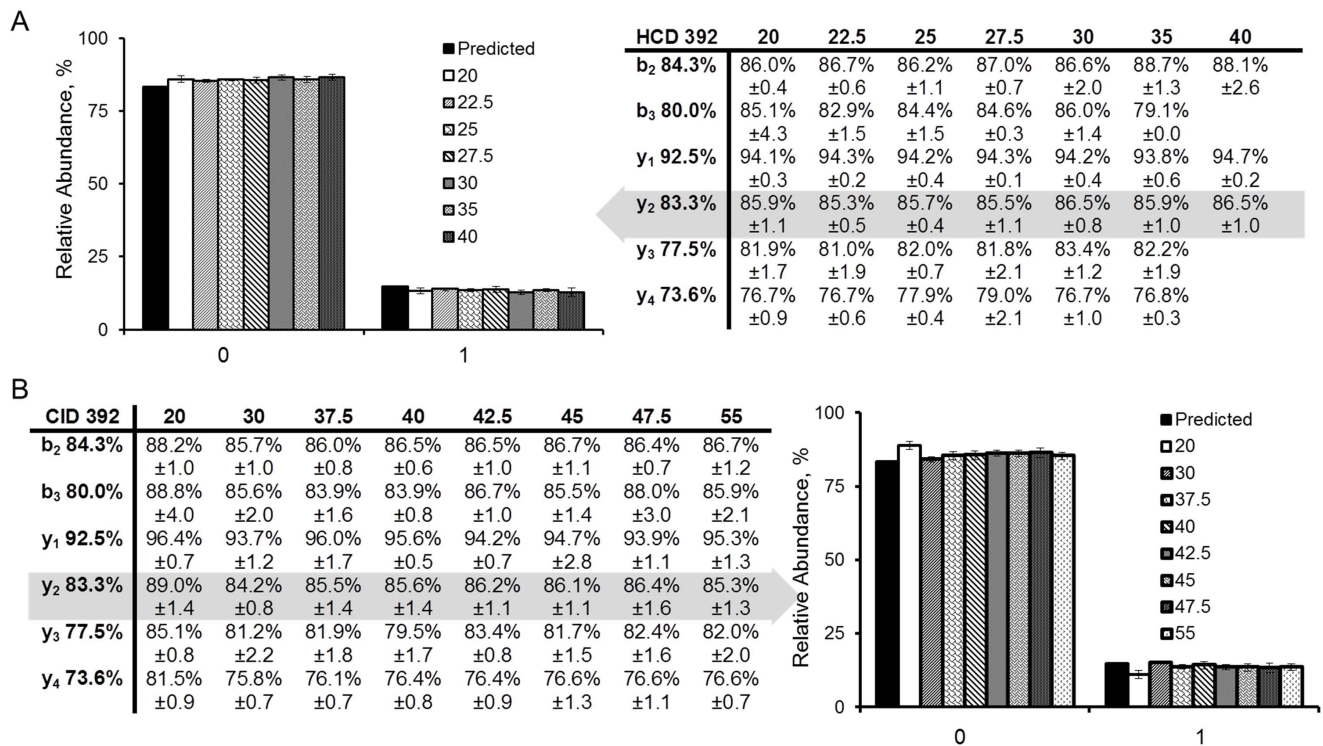 A
100
75
50
25
0
Relative Abundance, %
0
1
Predicted
20
22.5
25
27.5
30
35
40
HCD 392 20 22.5 25 27.5 30 35 40
b₂ 84.3% 86.0% 86.7% 86.2% 87.0% 86.6% 88.7% 88.1%
±0.4 ±0.6 ±1.1 ±0.7 ±2.0 ±1.3 ±2.6
b₃ 80.0% 85.1% 82.9% 84.4% 84.6% 86.0% 79.1%
±4.3 ±1.5 ±1.5 ±0.3 ±1.4 ±0.0
y₁ 92.5% 94.1% 94.3% 94.2% 94.3% 94.2% 93.8% 94.7%
±0.3 ±0.2 ±0.4 ±0.1 ±0.4 ±0.6 ±0.2
y₂ 83.3% 85.9% 85.3% 85.7% 85.5% 86.5% 85.9% 86.5%
±1.1 ±0.5 ±0.4 ±1.1 ±0.8 ±1.0 ±1.0
y₃ 77.5% 81.9% 81.0% 82.0% 81.8% 83.4% 82.2%
±1.7 ±1.9 ±0.7 ±2.1 ±1.2 ±1.9
y₄ 73.6% 76.7% 76.7% 77.9% 79.0% 76.7% 76.8%
±0.9 ±0.6 ±0.4 ±2.1 ±1.0 ±0.3
B
CID 392 20 30 37.5 40 42.5 45 47.5 55
b₂ 84.3% 88.2% 85.7% 86.0% 86.5% 86.5% 86.7% 86.4% 86.7%
±1.0 ±1.0 ±0.8 ±0.6 ±1.0 ±1.1 ±0.7 ±1.2
b₃ 80.0% 88.8% 85.6% 83.9% 83.9% 86.7% 85.5% 88.0% 85.9%
±4.0 ±2.0 ±1.6 ±0.8 ±1.0 ±1.4 ±3.0 ±2.1
y₁ 92.5% 96.4% 93.7% 96.0% 95.6% 94.2% 94.7% 93.9% 95.3%
±0.7 ±1.2 ±1.7 ±0.5 ±0.7 ±2.8 ±1.1 ±1.3
y₂ 83.3% 89.0% 84.2% 85.5% 85.6% 86.2% 86.1% 86.4% 85.3%
±1.4 ±0.8 ±1.4 ±1.4 ±1.1 ±1.1 ±1.6 ±1.3
y₃ 77.5% 85.1% 81.2% 81.9% 79.5% 83.4% 81.7% 82.4% 82.0%
±0.8 ±2.2 ±1.8 ±1.7 ±0.8 ±1.5 ±1.6 ±2.0
y₄ 73.6% 81.5% 75.8% 76.1% 76.4% 76.4% 76.6% 76.6% 76.6%
±0.9 ±0.7 ±0.7 ±0.8 ±0.9 ±1.3 ±1.1 ±0.7
100
75
50
25
0
Relative Abundance, %
0
1
Predicted
20
30
37.5
40
42.5
45
47.5
55